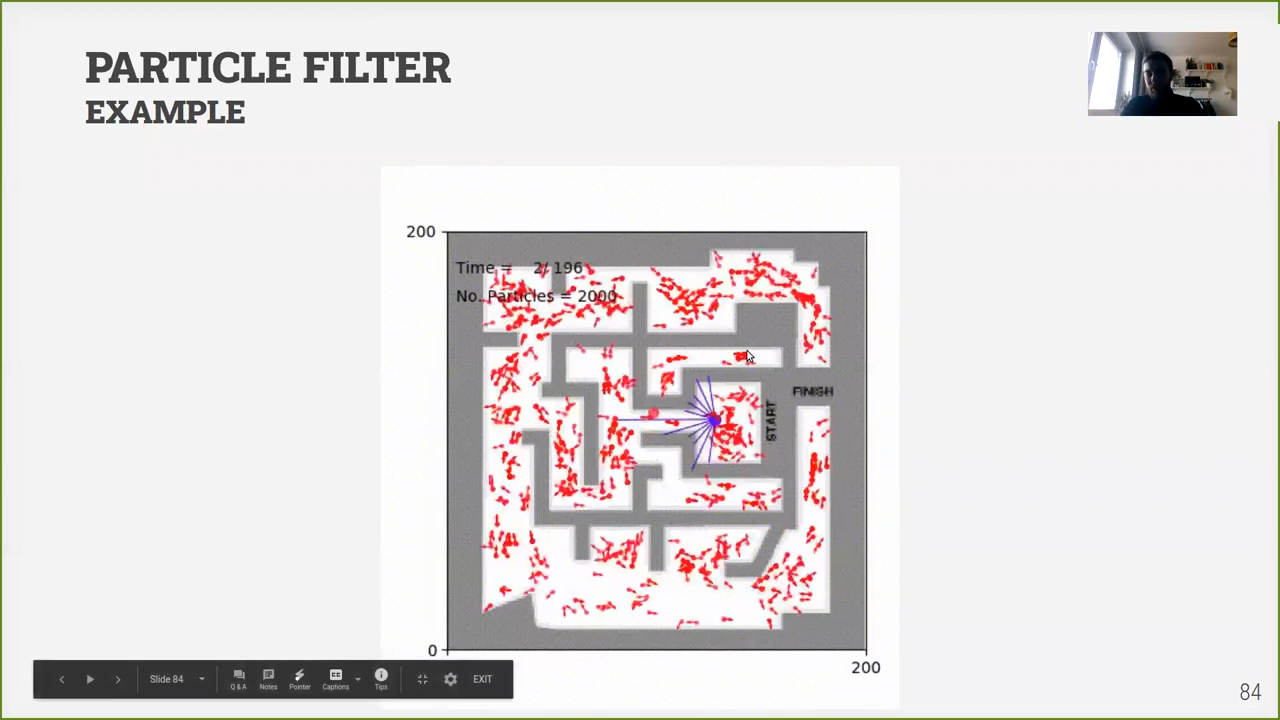 PARTICLE FILTER
EXAMPLE
200
Time = 2/ 196
No. Particles = 2000
FINISH
START
0
200
Slide 84
Q & A
Notes
Pointer
Captions
Tips
EXIT
84